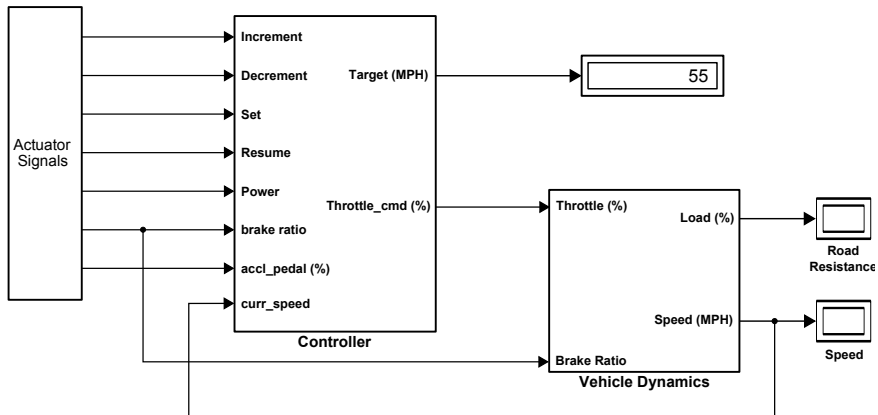 Actuator
Signals
Increment
Decrement
Set
Resume
Power
brake ratio
accl_pedal (%)
curr_speed
Target (MPH)
Throttle_cmd (%)
Controller
55
Throttle (%)
Brake Ratio
Load (%)
Speed (MPH)
Vehicle Dynamics
Road
Resistance
Speed